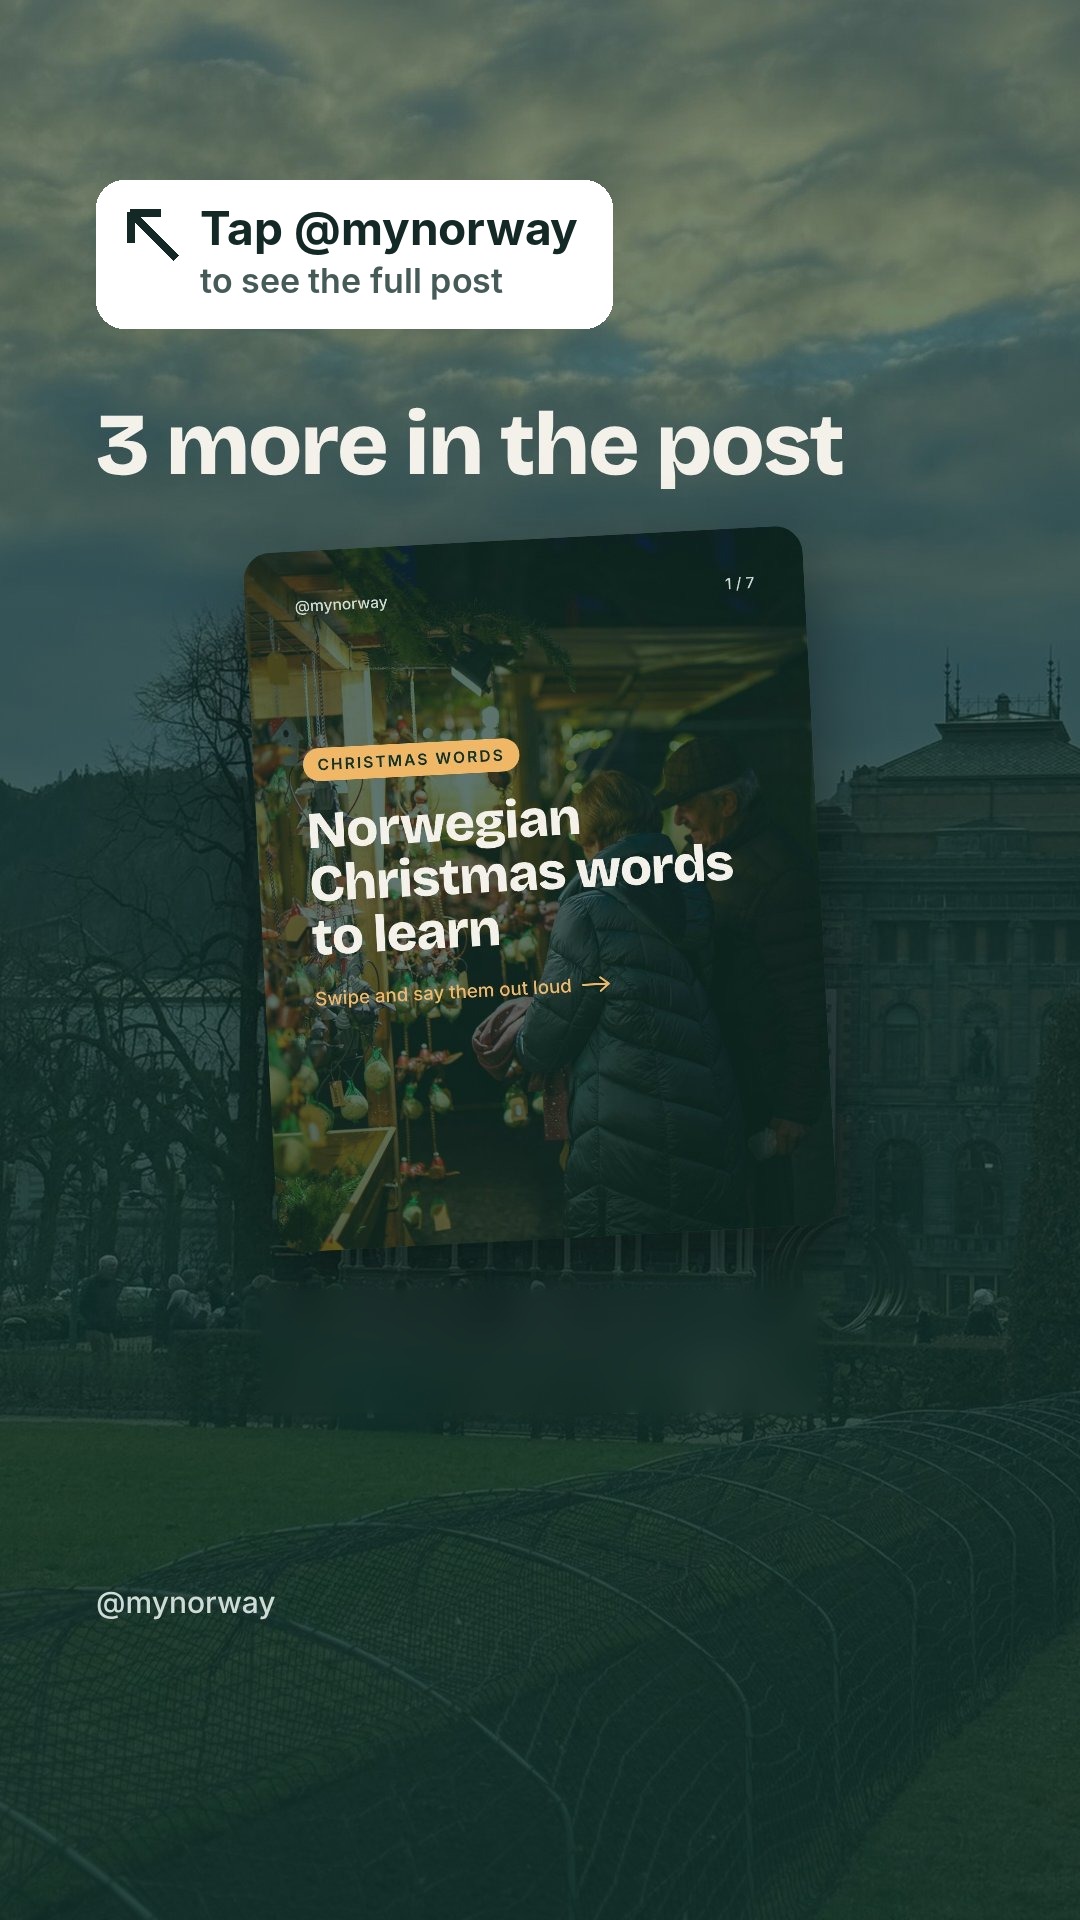 Tap @mynorway
to see the full post
3 more in the post
@mynorway
1 / 7
CHRISTMAS WORDS
Norwegian
Christmas words
to learn
Swipe and say them out loud →
@mynorway